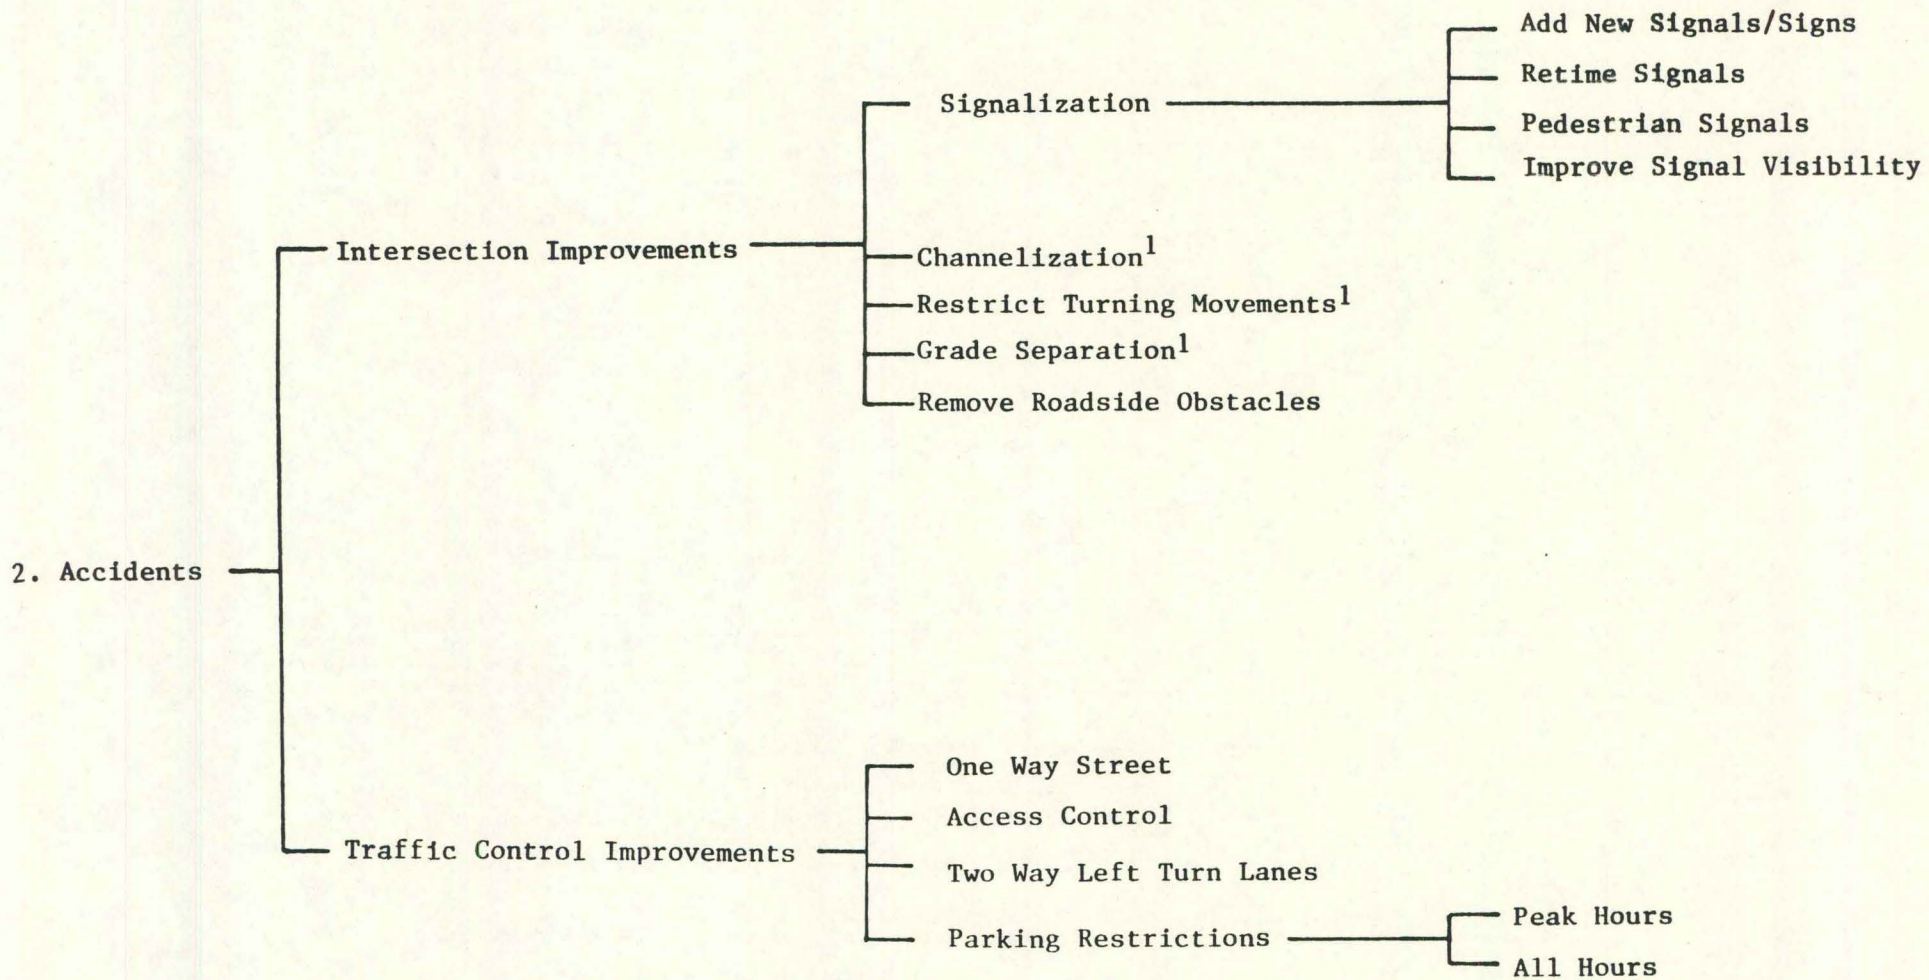 Add New Signals/Signs
Retime Signals
Signalization
Pedestrian Signals
Improve Signal Visibility
Intersection Improvements
Channelization¹
Restrict Turning Movements¹
Grade Separation¹
Remove Roadside Obstacles
2. Accidents
One Way Street
Access Control
Traffic Control Improvements
Two Way Left Turn Lanes
Parking Restrictions
Peak Hours
All Hours